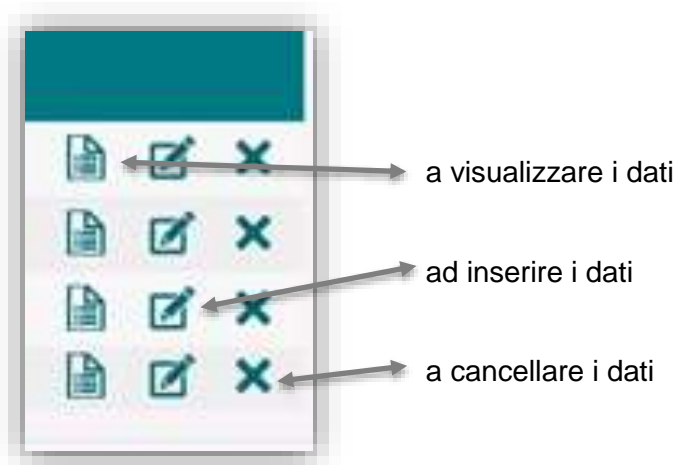 a visualizzare i dati
ad inserire i dati
a cancellare i dati